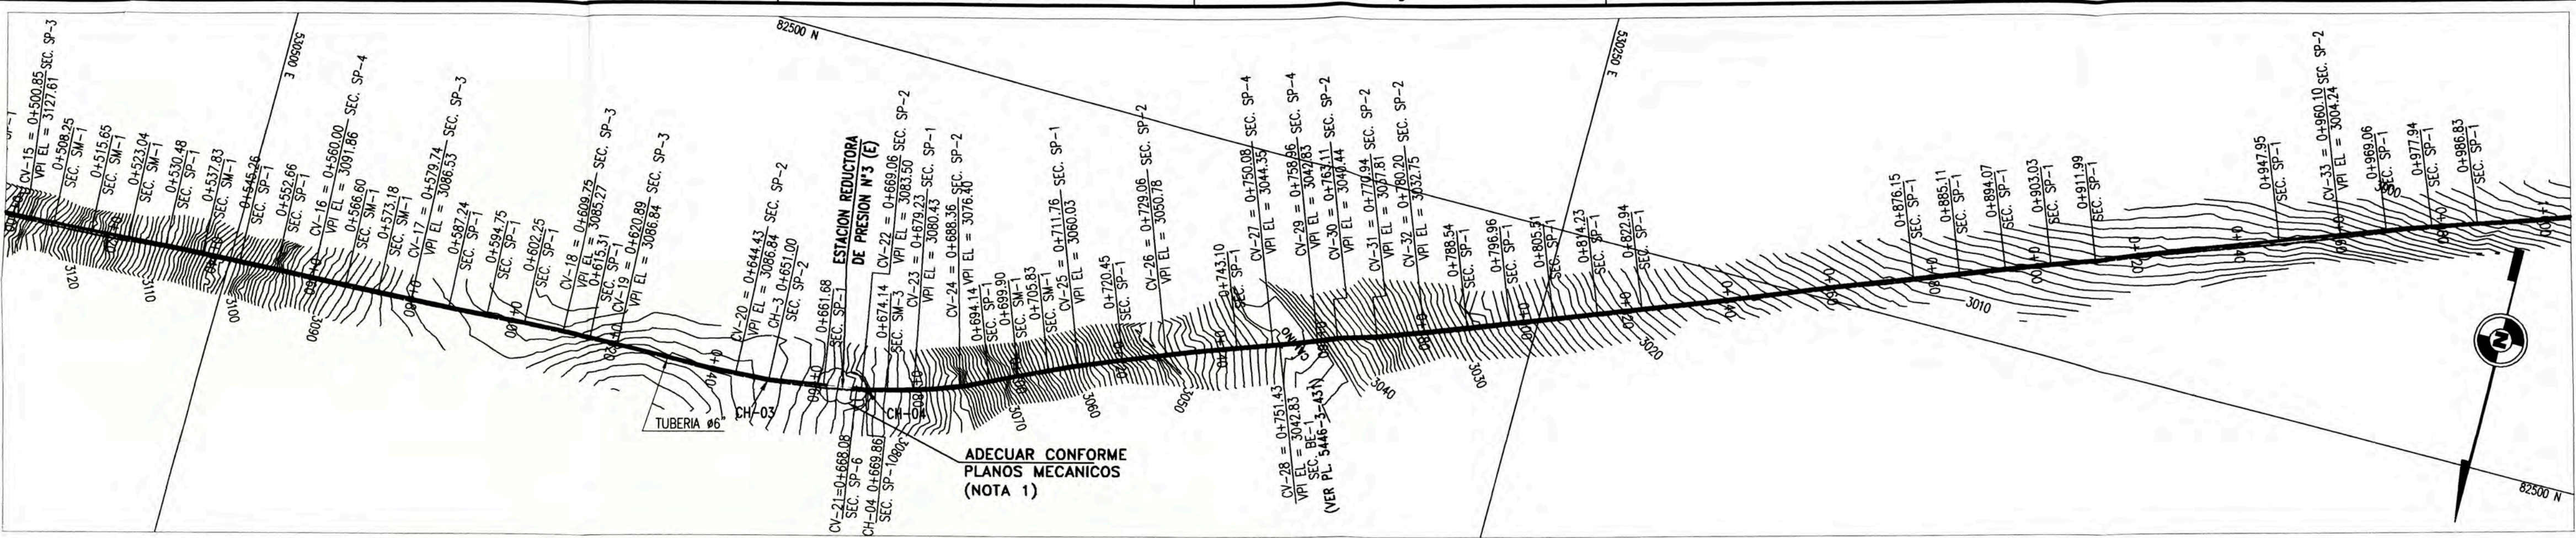 CV-15 = 0+500.85 SEC. SP-3
VPI EL = 3127.61
0+508.25
SEC. SM-1
0+515.65
SEC. SM-1
0+523.04
SEC. SM-1
0+530.48
SEC. SP-1
0+537.83
SEC. SM-1
0+545.26
SEC. SP-1
0+552.66
SEC. SP-1
530500 E
CV-16 = 0+560.00 SEC. SP-4
VPI EL = 3091.86
0+566.60
SEC. SM-1
0+573.18
SEC. SM-1
CV-17 = 0+579.74 SEC. SP-3
VPI EL = 3086.53
0+587.24
SEC. SP-1
0+594.75
SEC. SP-1
0+602.25
SEC. SP-1
CV-18 = 0+609.75 SEC. SP-3
VPI EL = 3085.27
0+615.31
SEC. SP-1
CV-19 = 0+620.89 SEC. SP-3
VPI EL = 3086.84
CV-20 = 0+644.43 SEC. SP-2
VPI EL = 3086.84
CH-3 0+651.00
SEC. SP-2
0+661.68
SEC. SP-1
ESTACION REDUCTORA
DE PRESION N°3 (E)
0+674.14
SEC. SM-3
CV-22 = 0+669.06 SEC. SP-2
VPI EL = 3083.50
CV-23 = 0+679.23 SEC. SP-1
VPI EL = 3080.43
CV-24 = 0+688.36 SEC. SP-2
VPI EL = 3076.40
0+694.14
SEC. SP-1
0+699.90
SEC. SM-1
0+705.83
SEC. SM-1
CV-25 = 0+711.76 SEC. SP-1
VPI EL = 3060.03
0+720.45
SEC. SP-1
CV-26 = 0+729.06 SEC. SP-2
VPI EL = 3050.78
0+743.10
SEC. SP-1
CV-27 = 0+750.08 SEC. SP-4
VPI EL = 3044.35
CV-29 = 0+758.96 SEC. SP-4
VPI EL = 3042.83
CV-30 = 0+763.11 SEC. SP-2
VPI EL = 3040.44
CV-31 = 0+770.94 SEC. SP-2
VPI EL = 3037.81
CV-32 = 0+780.20 SEC. SP-2
VPI EL = 3032.75
0+788.54
SEC. SP-1
0+796.96
SEC. SP-1
0+805.51
SEC. SP-1
0+814.23
SEC. SP-1
0+822.94
SEC. SP-1
82500 N
530250 E
0+876.15
SEC. SP-1
0+885.11
SEC. SP-1
0+894.07
SEC. SP-1
0+903.03
SEC. SP-1
0+911.99
SEC. SP-1
0+947.95
SEC. SP-1
CV-33 = 0+960.10 SEC. SP-2
VPI EL = 3004.24
0+969.06
SEC. SP-1
0+977.94
SEC. SP-1
0+986.83
SEC. SP-1
3120
3110
3100
3090
TUBERIA ø6"
CH-03
CH-04
CV-21=0+668.08
SEC. SP-6
CH-04 0+669.86
SEC. SP-1
3080
ADECUAR CONFORME
PLANOS MECANICOS
(NOTA 1)
3070
3060
3050
CAMINO
CV-28 = 0+751.43
VPI EL = 3042.83
SEC. BE-1
(VER PL. 5446-3-431)
3040
3030
3020
3010
N
82500 N